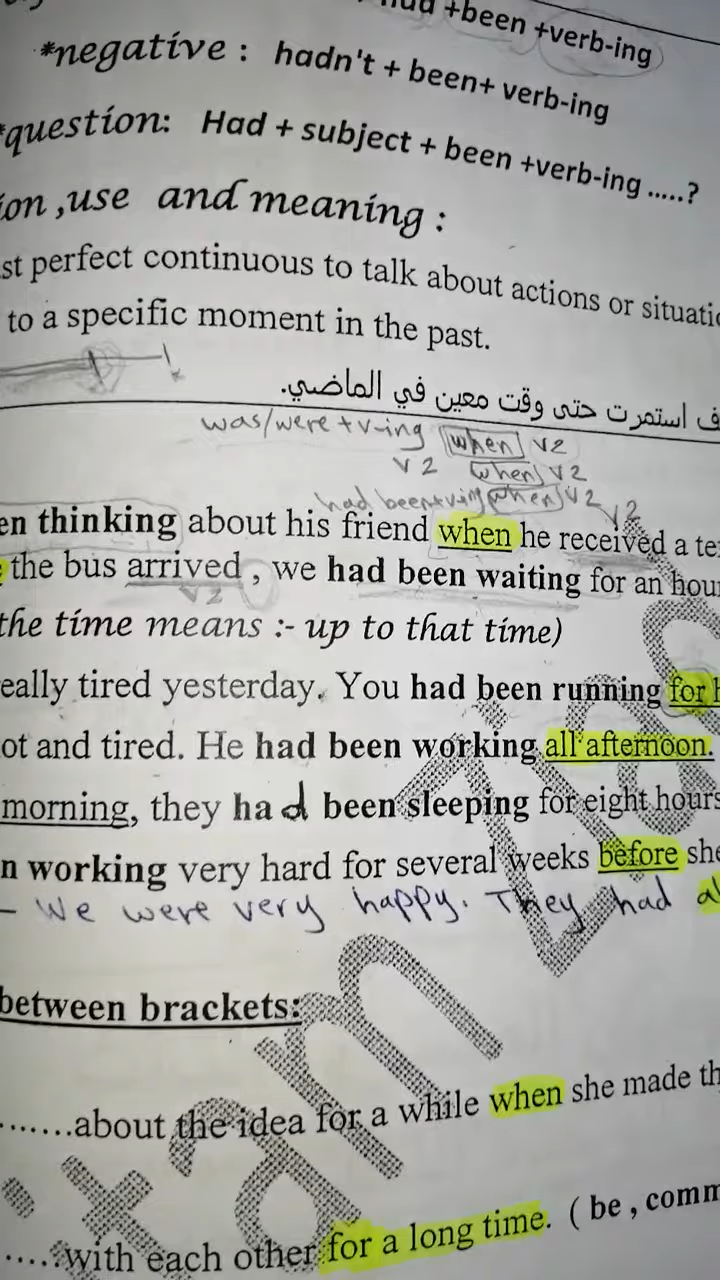 +been +verb-ing
*negative : hadn't + been+ verb-ing
*question: Had + subject + been +verb-ing .....?
ion ,use and meaning :
st perfect continuous to talk about actions or situatio
to a specific moment in the past.
ف استمرت حتى وقت معين في الماضي.
was/were +v-ing when v2
v2 when v2
had been+ving when v2
v2
en thinking about his friend when he received a te
the bus arrived , we had been waiting for an hou
v2
the time means :- up to that time)
eally tired yesterday. You had been running for h
ot and tired. He had been working all afternoon.
morning, they had been sleeping for eight hours
n working very hard for several weeks before she
- We were very happy. They had al
between brackets:
.......about the idea for a while when she made th
....with each other for a long time. ( be , comm